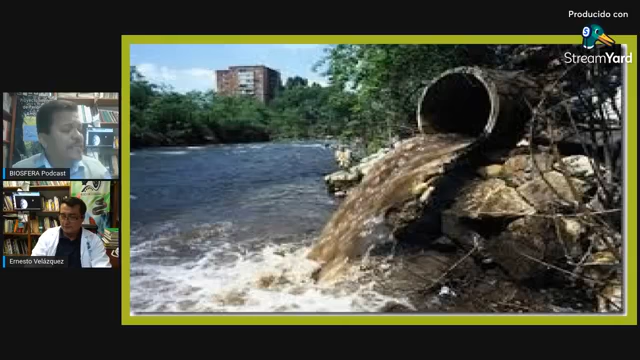 Producido con
StreamYard
BIOSFERA Podcast
Ernesto Velázquez